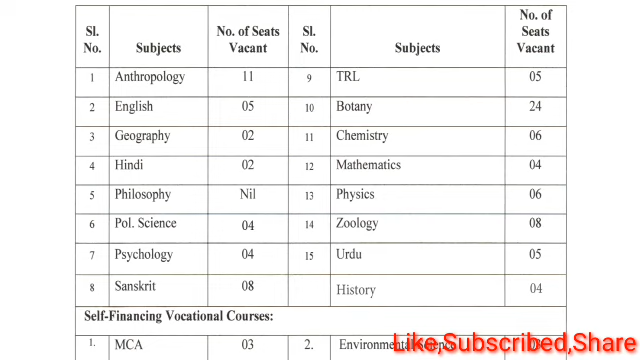 Sl. No. Subjects No. of Seats Vacant Sl. No. Subjects No. of Seats Vacant
1 Anthropology 11 9 TRL 05
2 English 05 10 Botany 24
3 Geography 02 11 Chemistry 06
4 Hindi 02 12 Mathematics 04
5 Philosophy Nil 13 Physics 06
6 Pol. Science 04 14 Zoology 08
7 Psychology 04 15 Urdu 05
8 Sanskrit 08 History 04
Self-Financing Vocational Courses:
1. MCA 03 2. Environmental Science
Like,Subscribed,Share